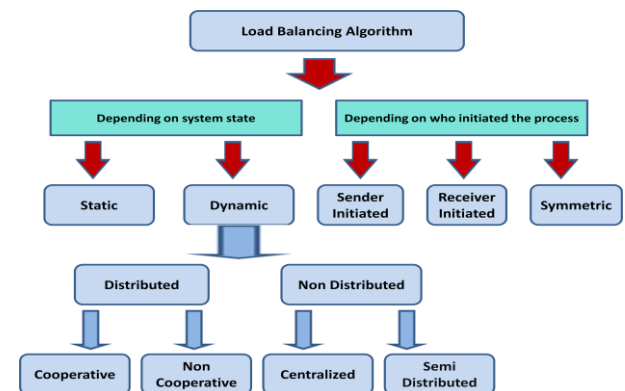 Load Balancing Algorithm
Depending on system state
Depending on who initiated the process
Static
Dynamic
Sender
Initiated
Receiver
Initiated
Symmetric
Distributed
Non Distributed
Cooperative
Non
Cooperative
Centralized
Semi
Distributed